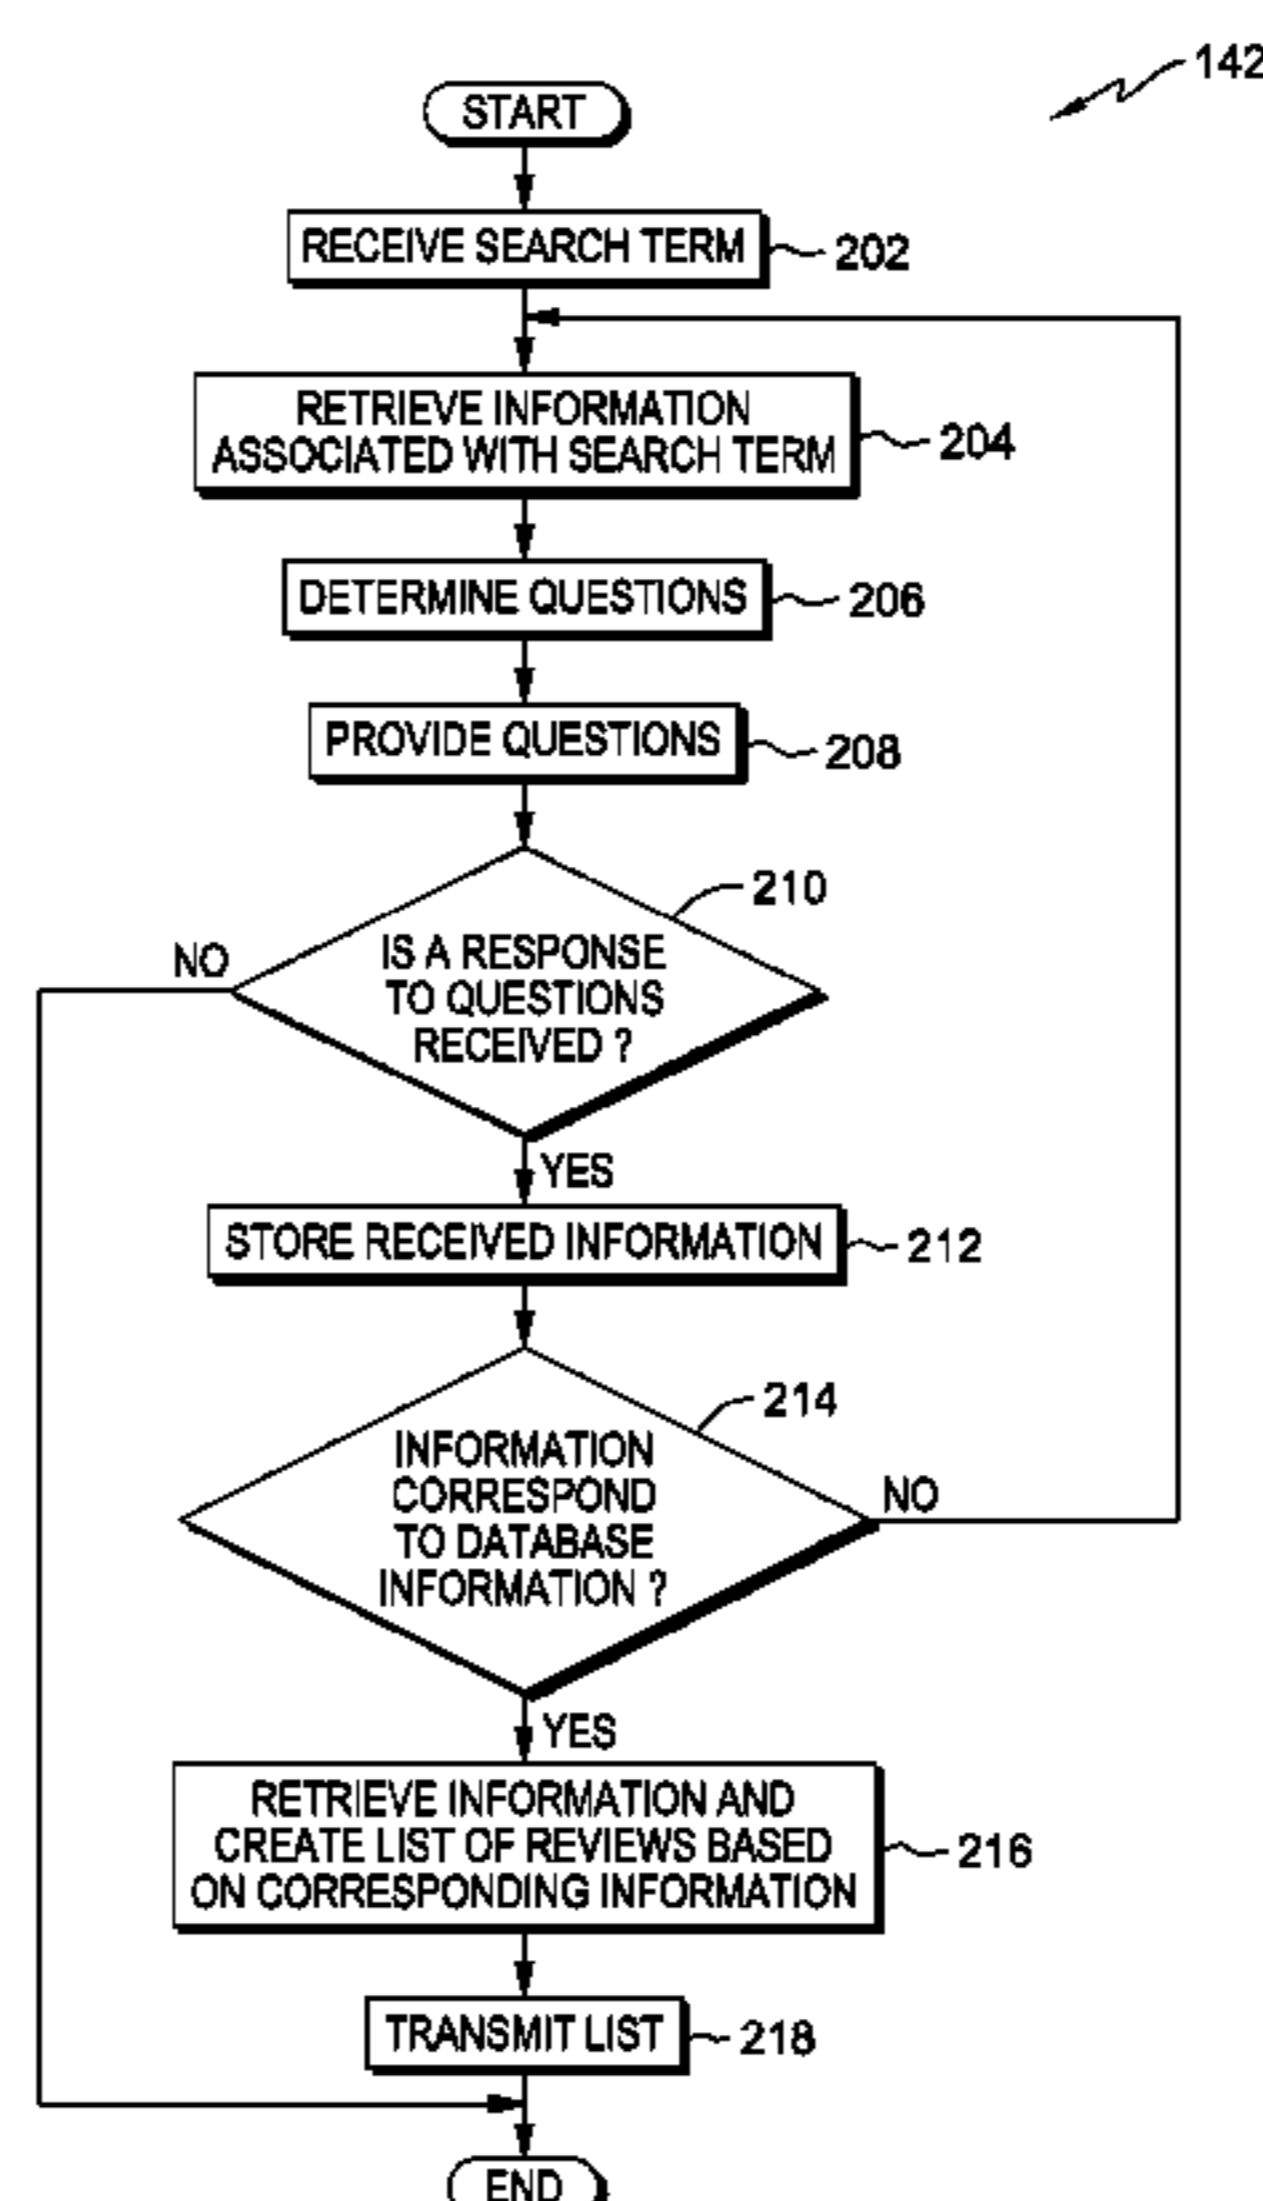 142
START
RECEIVE SEARCH TERM
202
RETRIEVE INFORMATION
ASSOCIATED WITH SEARCH TERM
204
DETERMINE QUESTIONS
206
PROVIDE QUESTIONS
208
210
NO
IS A RESPONSE
TO QUESTIONS
RECEIVED ?
YES
STORE RECEIVED INFORMATION
212
214
INFORMATION
CORRESPOND
TO DATABASE
INFORMATION ?
NO
YES
RETRIEVE INFORMATION AND
CREATE LIST OF REVIEWS BASED
ON CORRESPONDING INFORMATION
216
TRANSMIT LIST
218
END